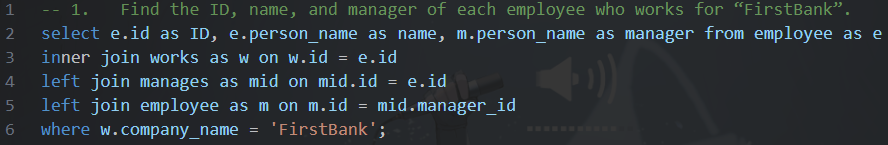 1 -- 1. Find the ID, name, and manager of each employee who works for “FirstBank”.
2 select e.id as ID, e.person_name as name, m.person_name as manager from employee as e
3 inner join works as w on w.id = e.id
4 left join manages as mid on mid.id = e.id
5 left join employee as m on m.id = mid.manager_id
6 where w.company_name = 'FirstBank';